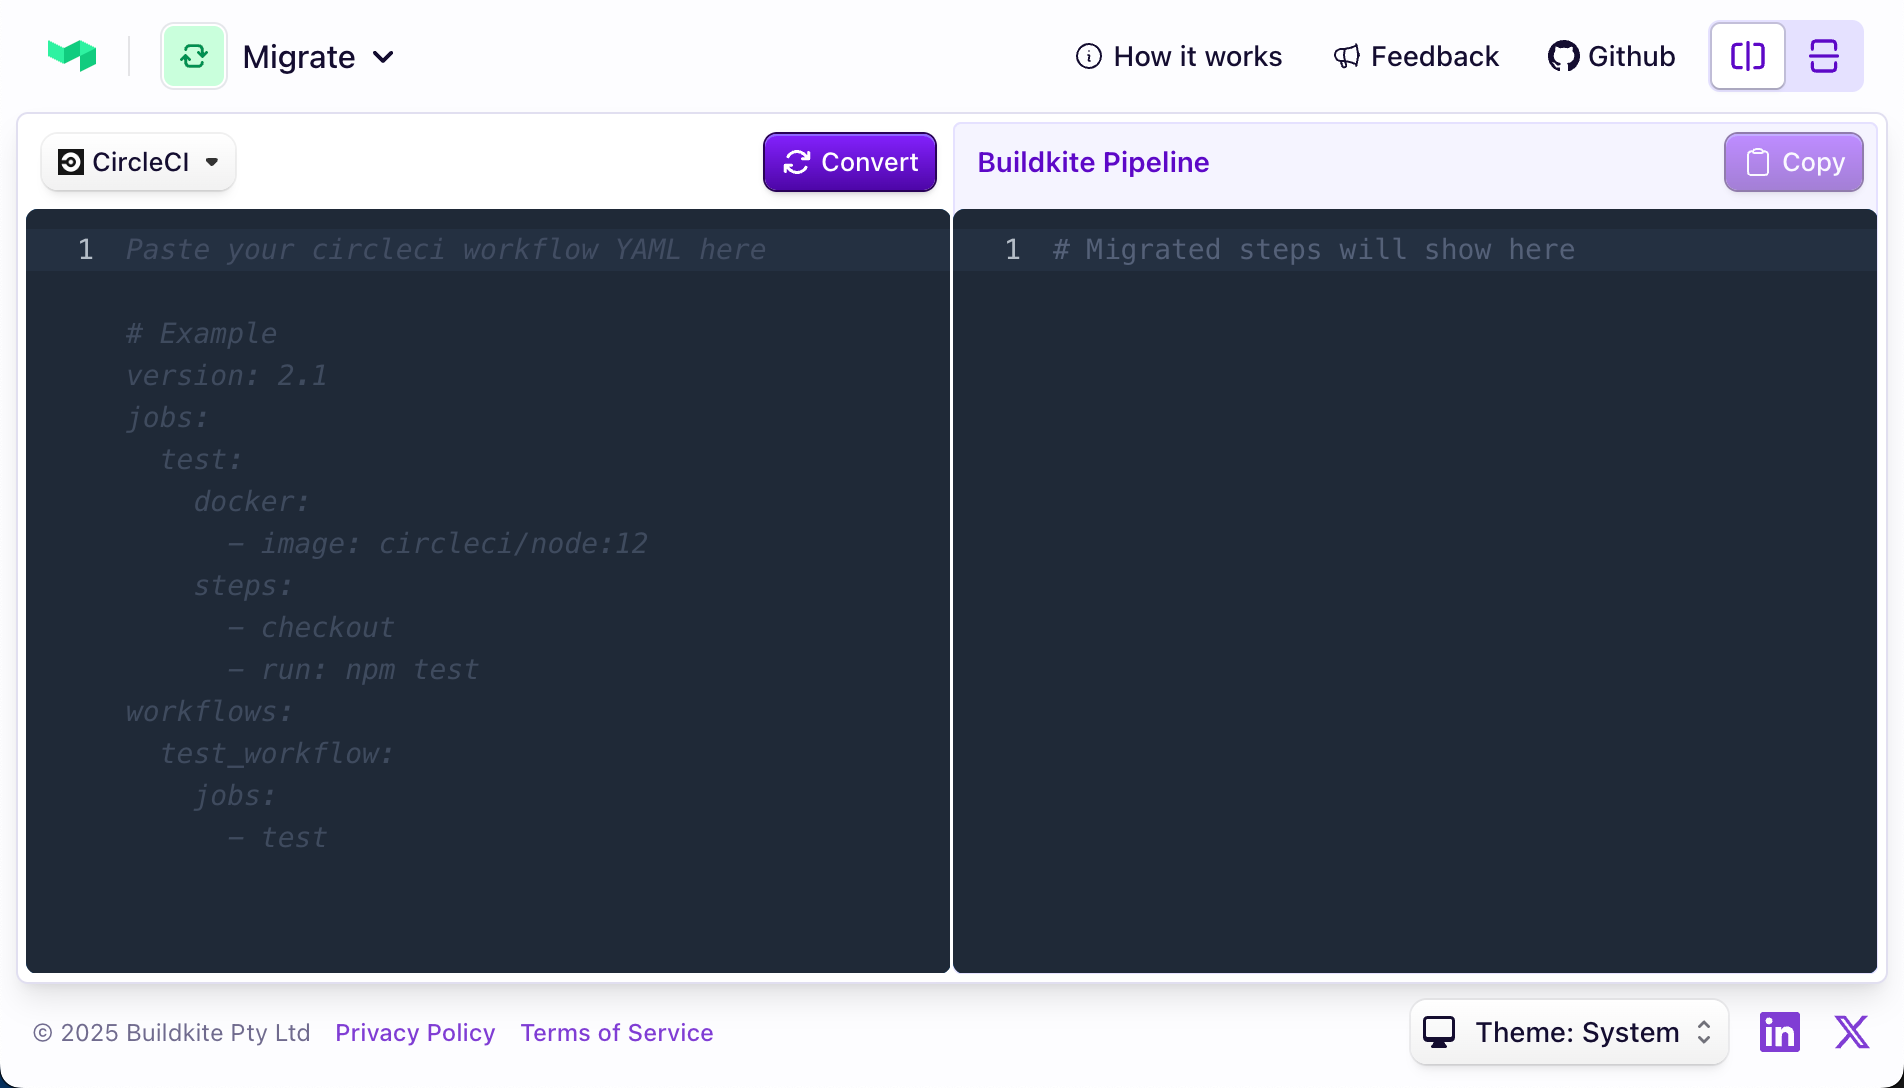 Migrate
How it works
Feedback
Github
CircleCI
Convert
Buildkite Pipeline
Copy
1 Paste your circleci workflow YAML here
# Example
version: 2.1
jobs:
  test:
    docker:
      - image: circleci/node:12
    steps:
      - checkout
      - run: npm test
workflows:
  test_workflow:
    jobs:
      - test
1 # Migrated steps will show here
© 2025 Buildkite Pty Ltd Privacy Policy Terms of Service
Theme: System